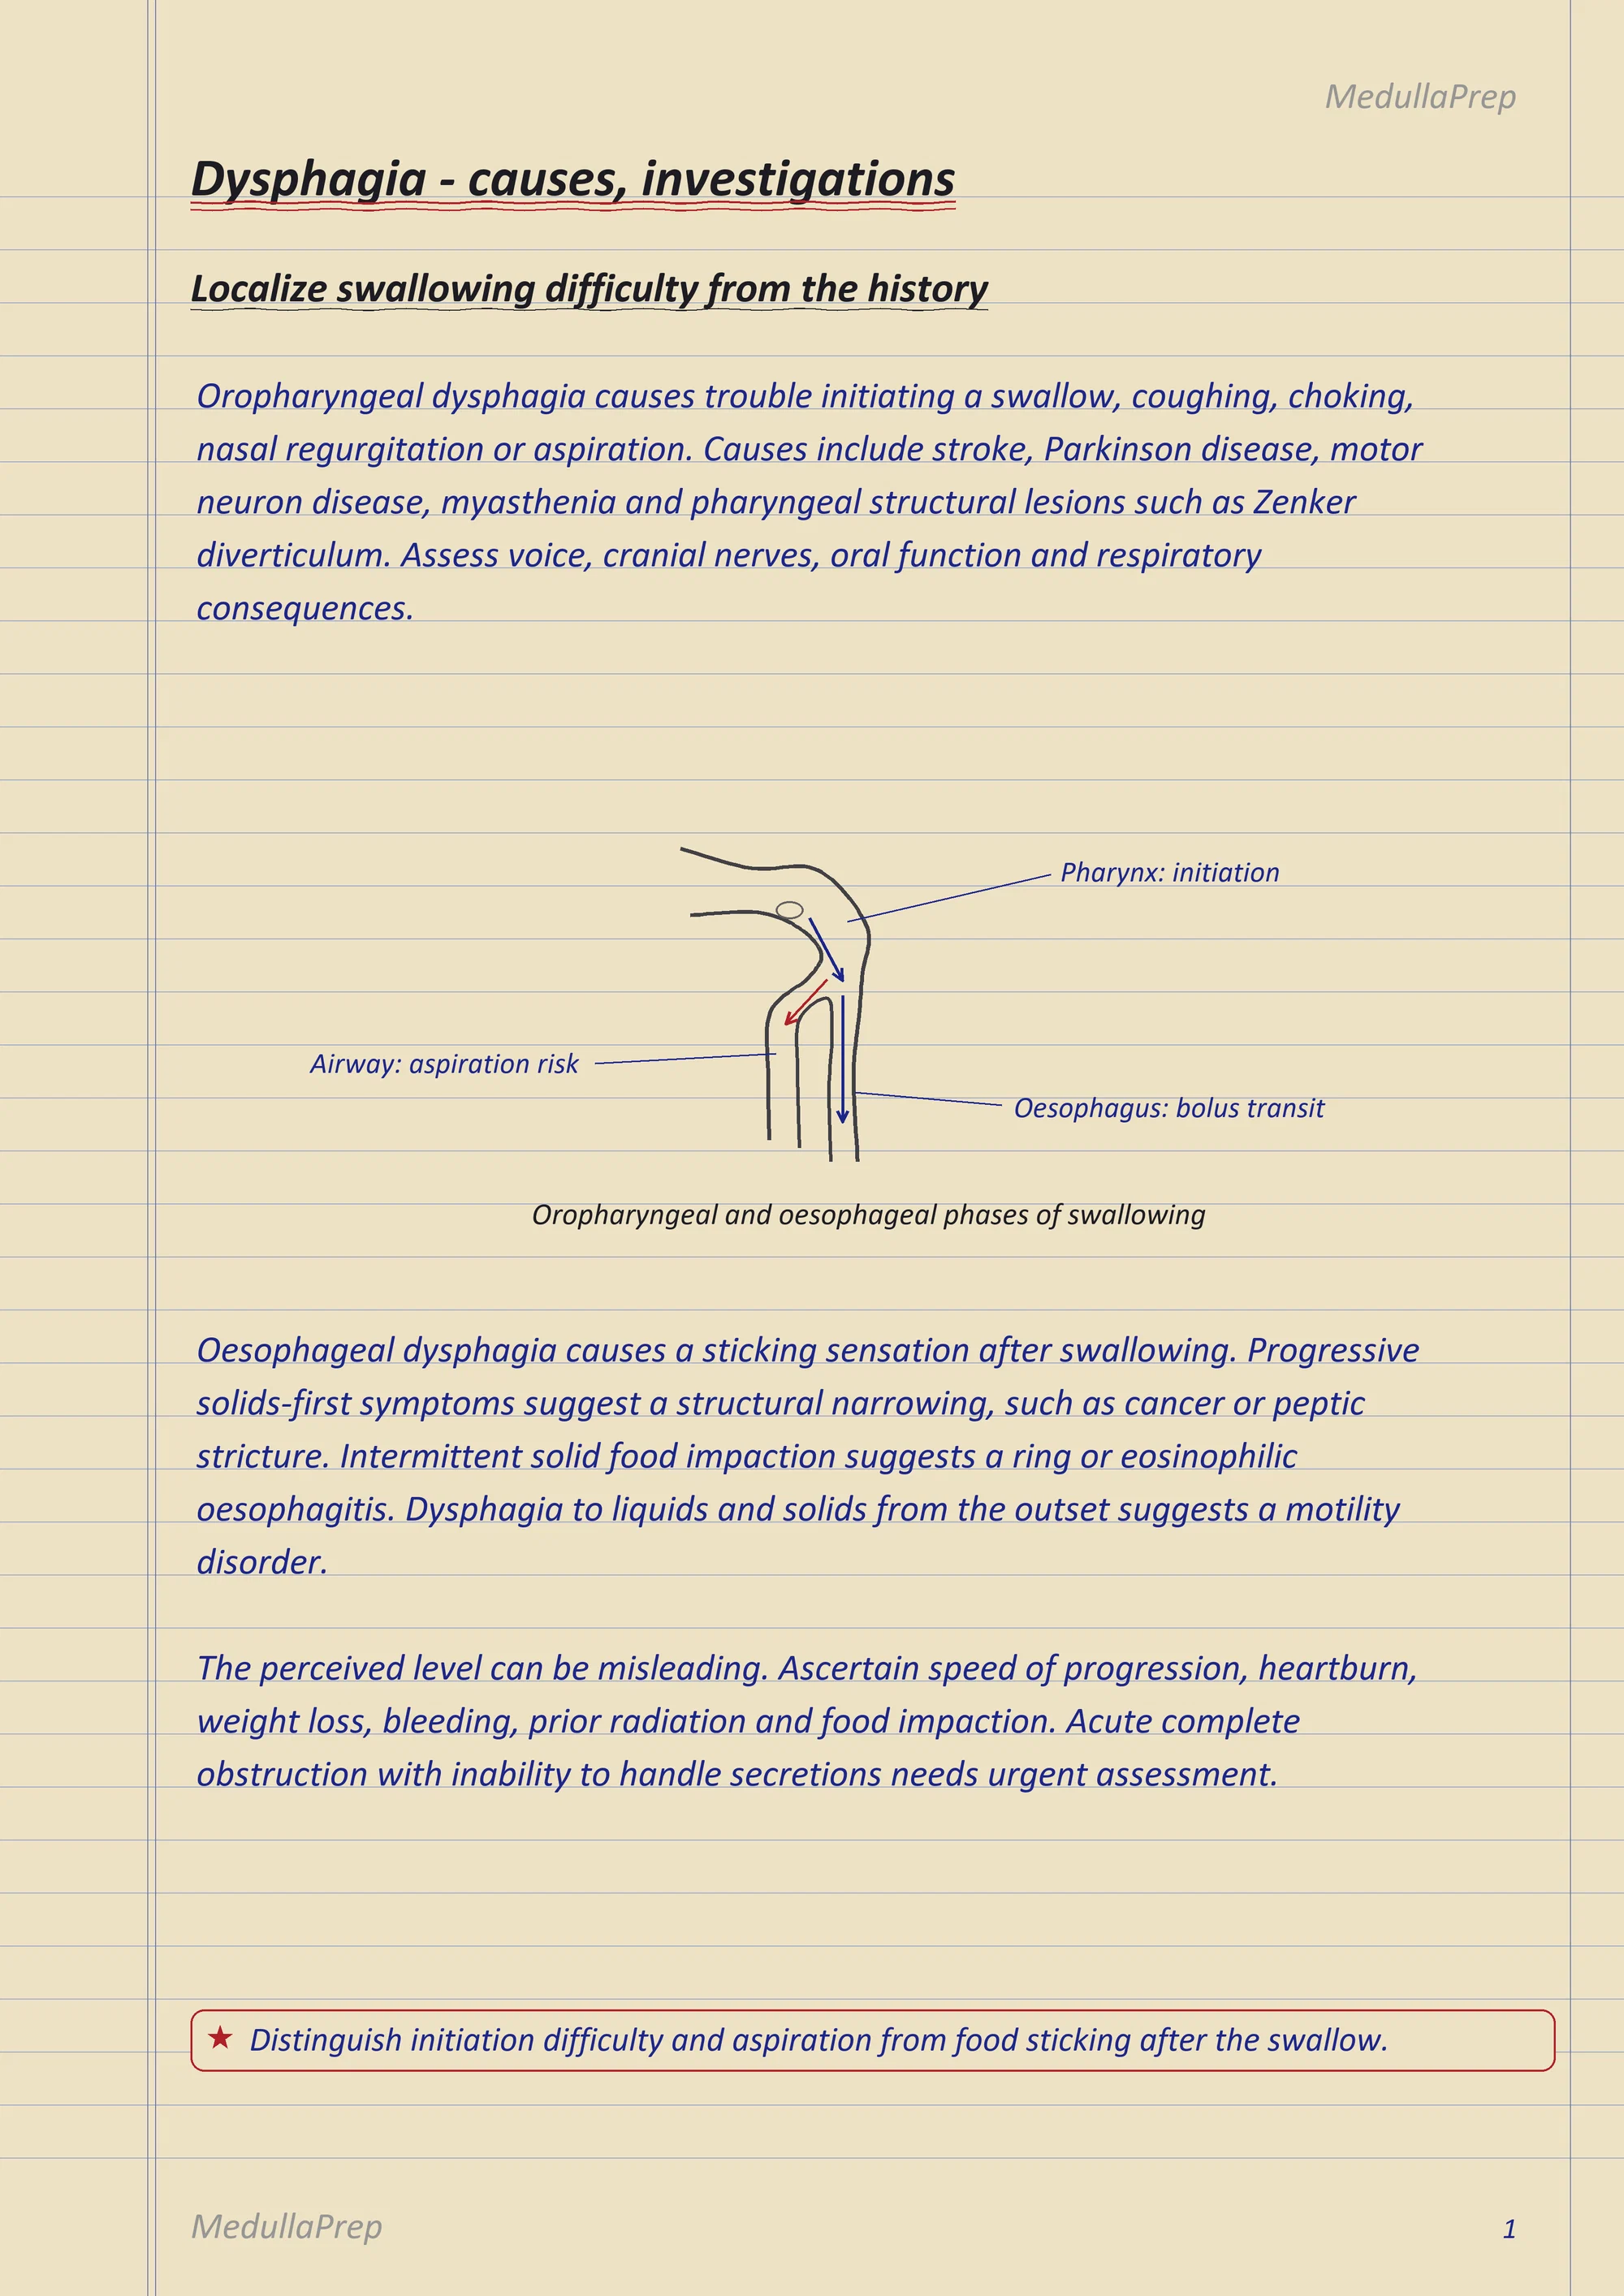 MedullaPrep
Dysphagia - causes, investigations
Localize swallowing difficulty from the history
Oropharyngeal dysphagia causes trouble initiating a swallow, coughing, choking,
nasal regurgitation or aspiration. Causes include stroke, Parkinson disease, motor
neuron disease, myasthenia and pharyngeal structural lesions such as Zenker
diverticulum. Assess voice, cranial nerves, oral function and respiratory
consequences.
Pharynx: initiation
Airway: aspiration risk
Oesophagus: bolus transit
Oropharyngeal and oesophageal phases of swallowing
Oesophageal dysphagia causes a sticking sensation after swallowing. Progressive
solids-first symptoms suggest a structural narrowing, such as cancer or peptic
stricture. Intermittent solid food impaction suggests a ring or eosinophilic
oesophagitis. Dysphagia to liquids and solids from the outset suggests a motility
disorder.
The perceived level can be misleading. Ascertain speed of progression, heartburn,
weight loss, bleeding, prior radiation and food impaction. Acute complete
obstruction with inability to handle secretions needs urgent assessment.
★ Distinguish initiation difficulty and aspiration from food sticking after the swallow.
MedullaPrep
1